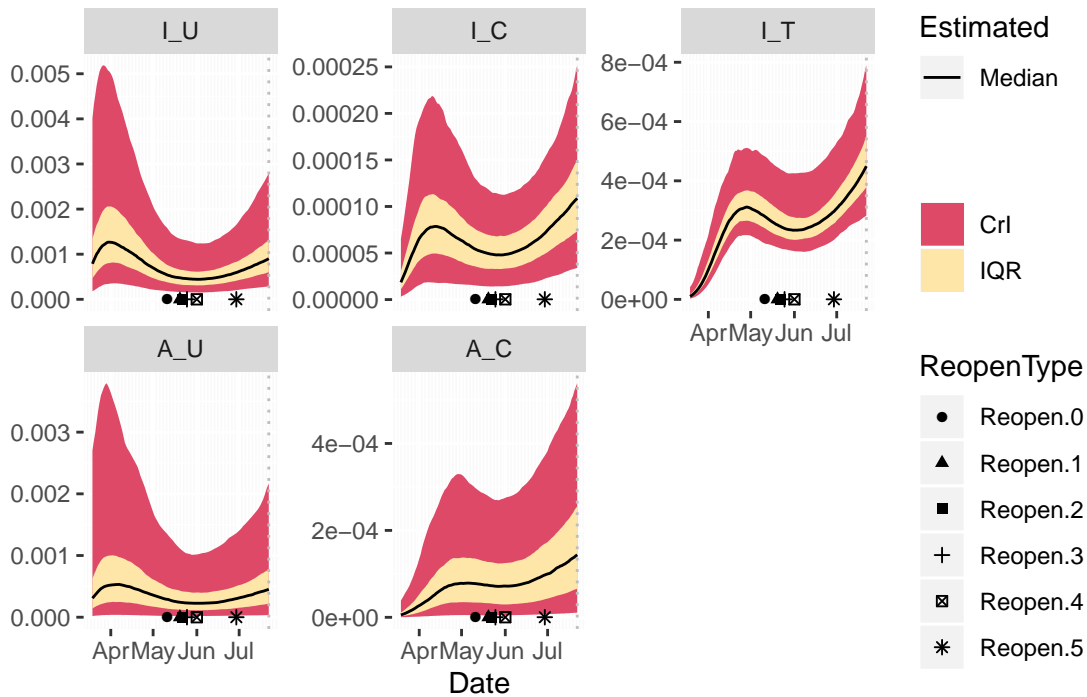 I_U
I_C
I_T
0.005
0.004
0.003
0.002
0.001
0.000
0.00025
0.00020
0.00015
0.00010
0.00005
0.00000
8e−04
6e−04
4e−04
2e−04
0e+00
Apr May Jun Jul
A_U
A_C
0.003
0.002
0.001
0.000
4e−04
2e−04
0e+00
Apr May Jun Jul
Apr May Jun Jul
Date
Estimated
Median
CrI
IQR
ReopenType
Reopen.0
Reopen.1
Reopen.2
Reopen.3
Reopen.4
Reopen.5